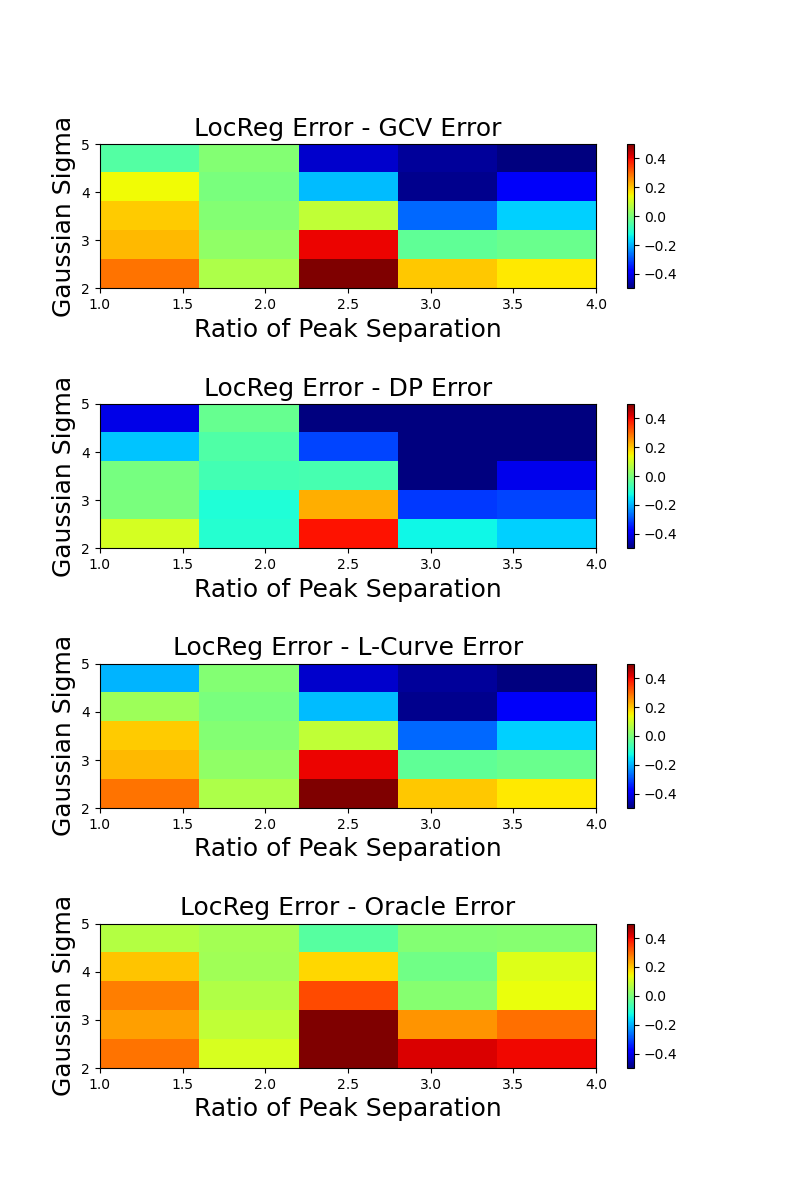 LocReg Error - GCV Error
Gaussian Sigma
5
4
3
2
1.0 1.5 2.0 2.5 3.0 3.5 4.0
Ratio of Peak Separation
0.4
0.2
0.0
−0.2
−0.4
LocReg Error - DP Error
Gaussian Sigma
5
4
3
2
1.0 1.5 2.0 2.5 3.0 3.5 4.0
Ratio of Peak Separation
0.4
0.2
0.0
−0.2
−0.4
LocReg Error - L-Curve Error
Gaussian Sigma
5
4
3
2
1.0 1.5 2.0 2.5 3.0 3.5 4.0
Ratio of Peak Separation
0.4
0.2
0.0
−0.2
−0.4
LocReg Error - Oracle Error
Gaussian Sigma
5
4
3
2
1.0 1.5 2.0 2.5 3.0 3.5 4.0
Ratio of Peak Separation
0.4
0.2
0.0
−0.2
−0.4